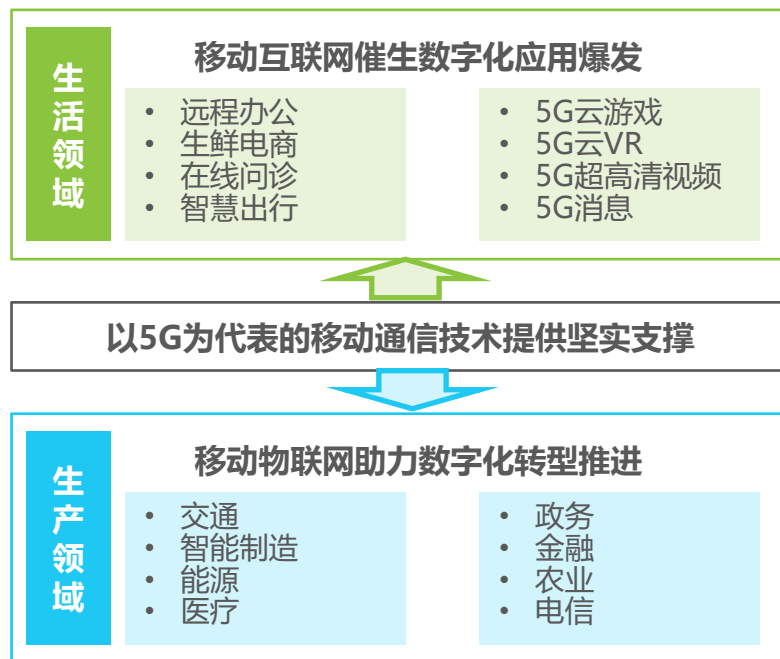 生活领域
移动互联网催生数字化应用爆发
• 远程办公
• 生鲜电商
• 在线问诊
• 智慧出行
• 5G云游戏
• 5G云VR
• 5G超高清视频
• 5G消息
以5G为代表的移动通信技术提供坚实支撑
生产领域
移动物联网助力数字化转型推进
• 交通
• 智能制造
• 能源
• 医疗
• 政务
• 金融
• 农业
• 电信